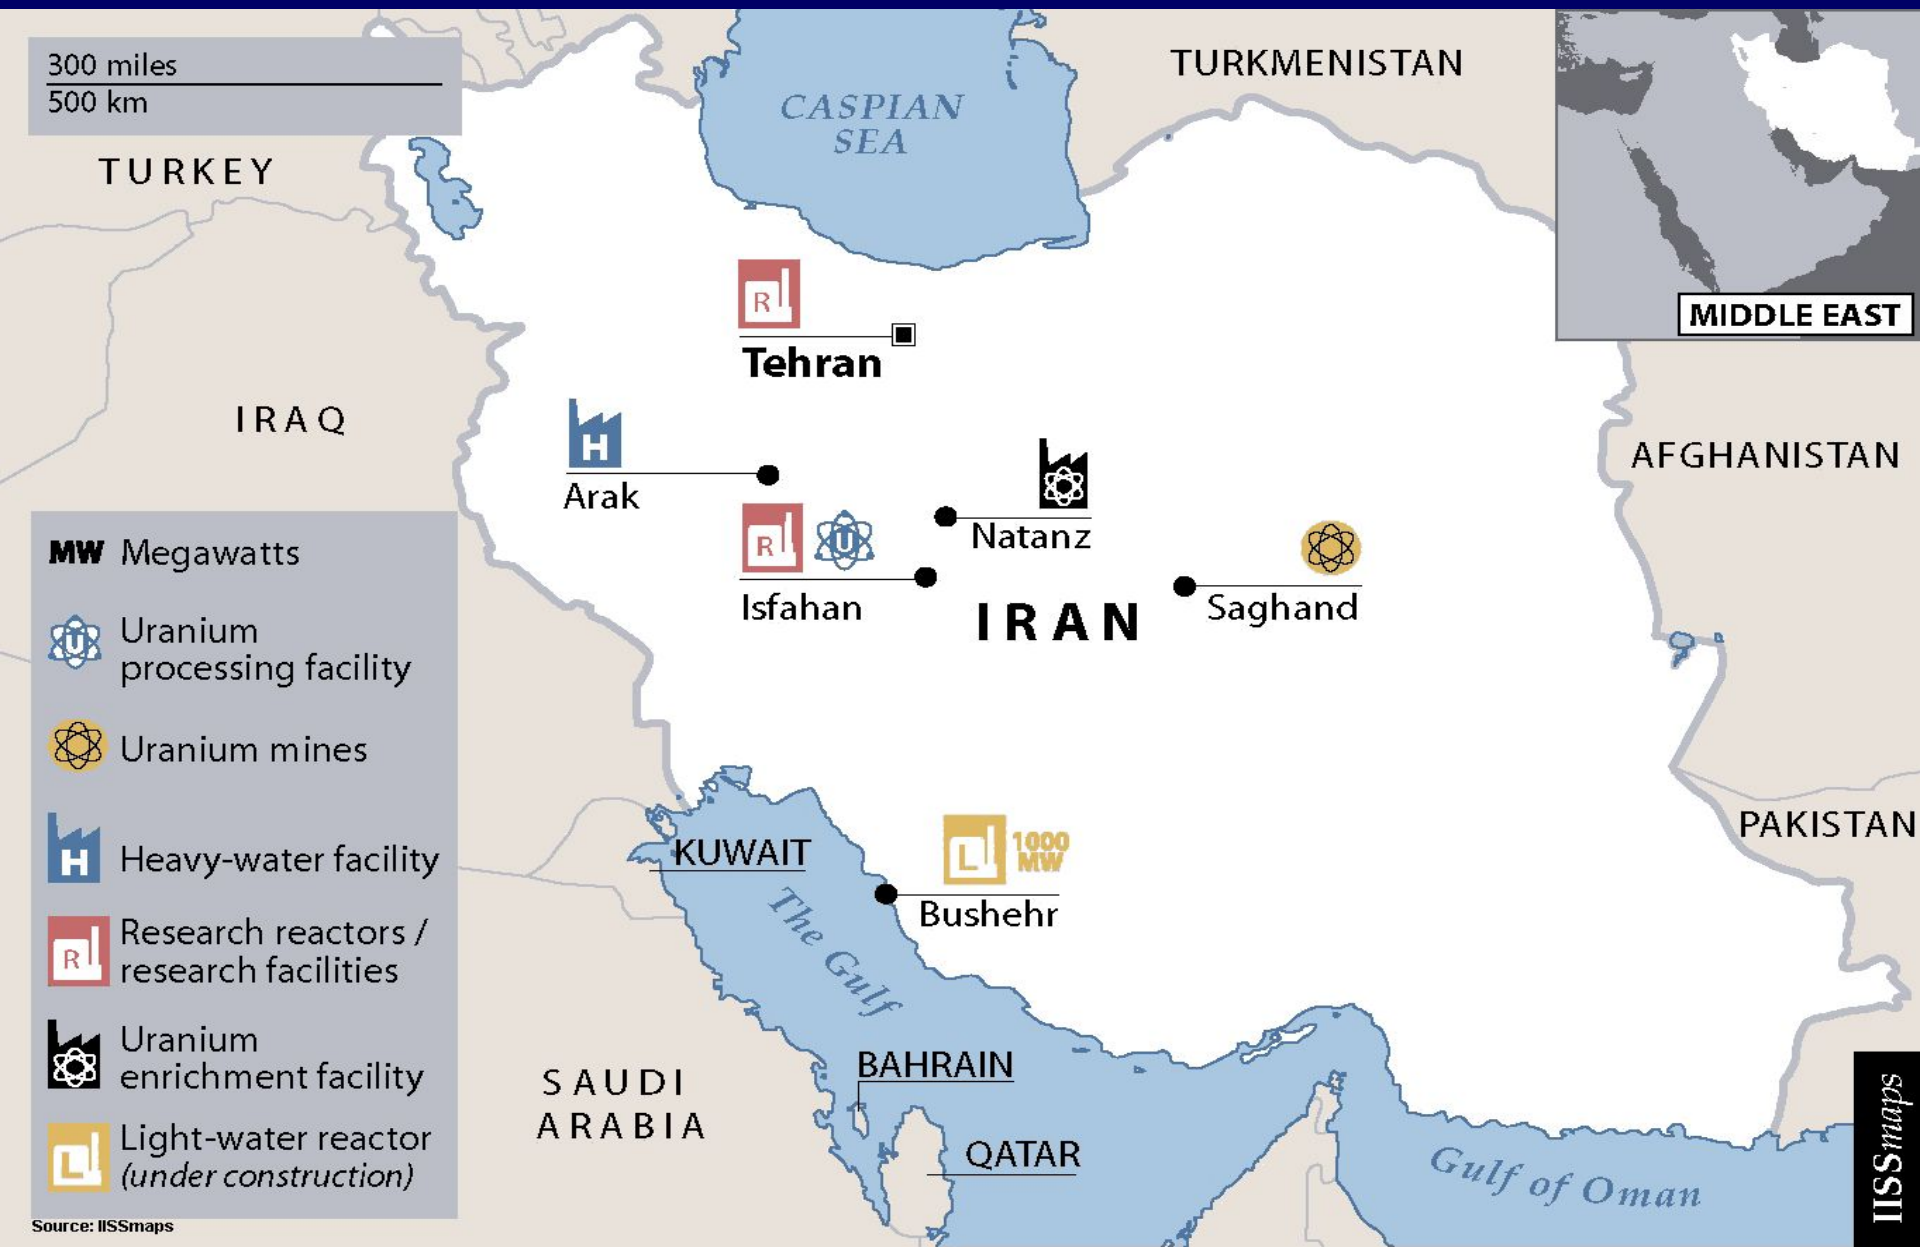 300 miles
500 km
TURKEY
CASPIAN
SEA
TURKMENISTAN
MIDDLE EAST
R
Tehran
IRAQ
H
Arak
AFGHANISTAN
R U
Isfahan
Natanz
IRAN
Saghand
MW Megawatts
U Uranium
processing facility
Uranium mines
H Heavy-water facility
R Research reactors /
research facilities
Uranium
enrichment facility
L Light-water reactor
(under construction)
Source: IISSmaps
KUWAIT
The Gulf
L 1000
MW
Bushehr
PAKISTAN
SAUDI
ARABIA
BAHRAIN
QATAR
Gulf of Oman
IISSmaps